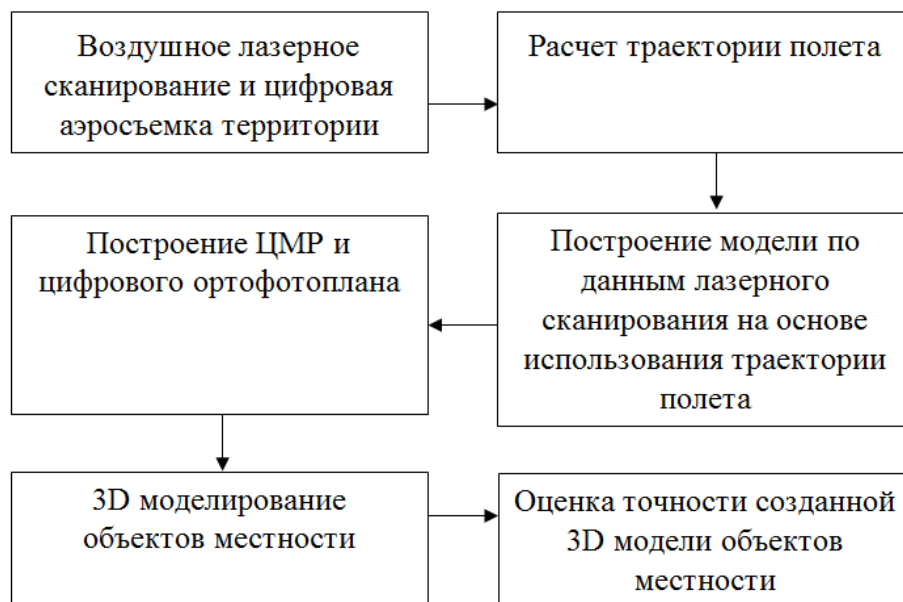 Воздушное лазерное
сканирование и цифровая
аэросъемка территории
Расчет траектории полета
Построение модели по
данным лазерного
сканирования на основе
использования траектории
полета
Построение ЦМР и
цифрового ортофотоплана
3D моделирование
объектов местности
Оценка точности созданной
3D модели объектов
местности